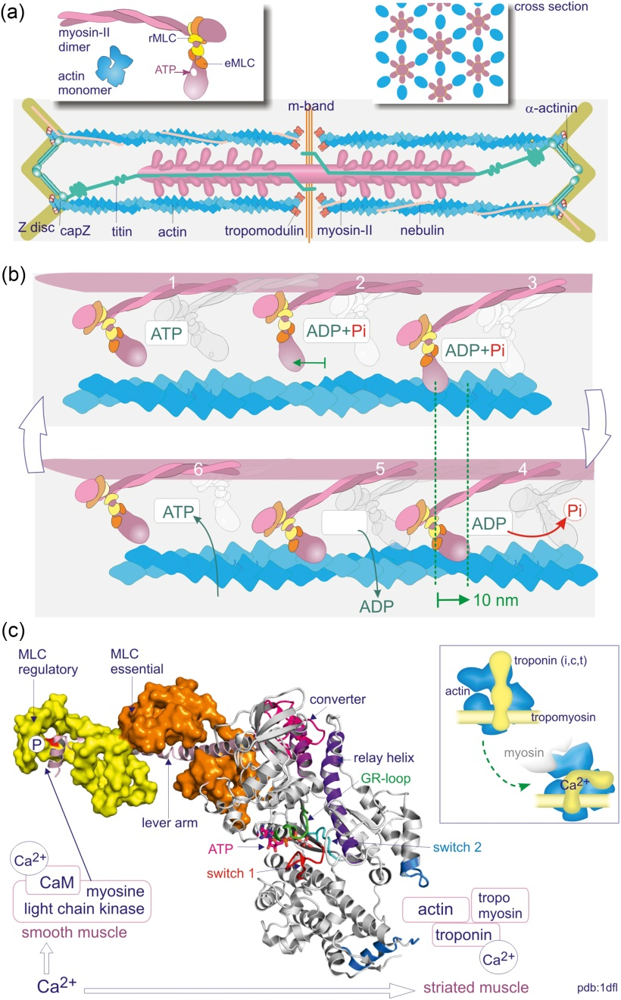 (a)
myosin-II
dimer
rMLC
eMLC
ATP
actin
monomer
cross section
m-band
α-actinin
Z disc
capZ
titin
actin
tropomodulin
myosin-II
nebulin
(b)
1
2
3
ATP
ADP+Pi
ADP+Pi
6
5
4
ATP
ADP
Pi
ADP
10 nm
(c)
MLC
regulatory
MLC
essential
converter
P
relay helix
GR-loop
lever arm
ATP
switch 1
switch 2
troponin (i,c,t)
actin
tropomyosin
myosin
Ca2+
Ca2+
CaM
myosine
light chain kinase
smooth muscle
Ca2+
actin
tropo
myosin
troponin
Ca2+
striated muscle
pdb:1dfl